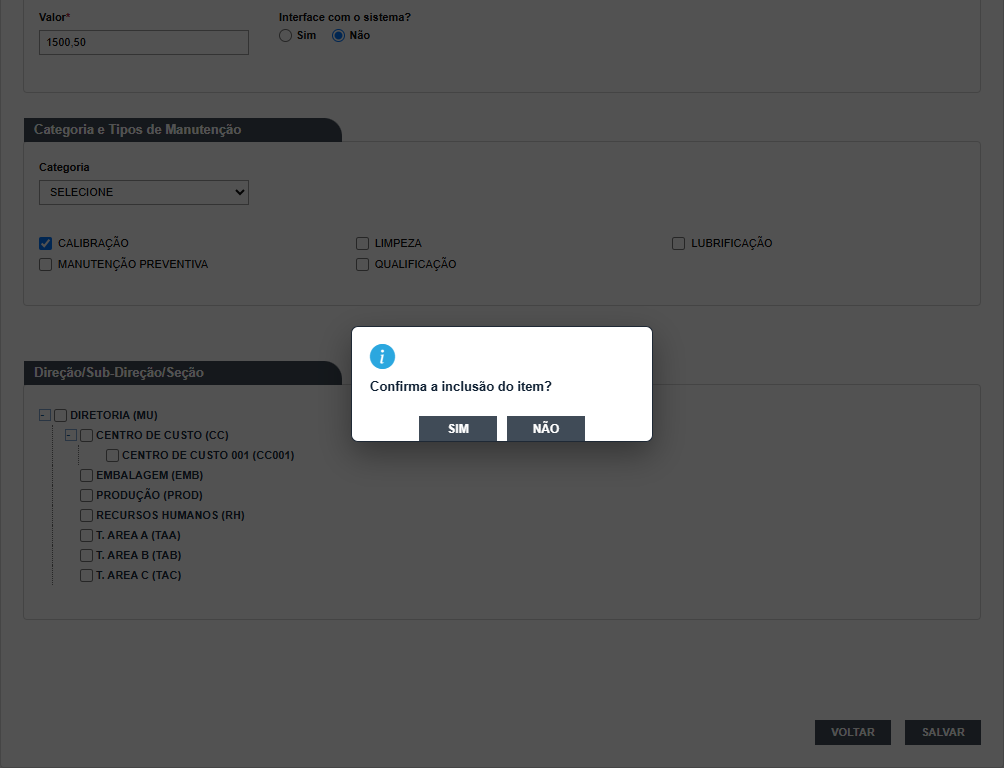 Valor*
Interface com o sistema?
1500,50
Sim Não
Categoria e Tipos de Manutenção
Categoria
SELECIONE
CALIBRAÇÃO LIMPEZA LUBRIFICAÇÃO
MANUTENÇÃO PREVENTIVA QUALIFICAÇÃO
i
Confirma a inclusão do item?
SIM NÃO
Direção/Sub-Direção/Seção
DIRETORIA (MU)
CENTRO DE CUSTO (CC)
CENTRO DE CUSTO 001 (CC001)
EMBALAGEM (EMB)
PRODUÇÃO (PROD)
RECURSOS HUMANOS (RH)
T. AREA A (TAA)
T. AREA B (TAB)
T. AREA C (TAC)
VOLTAR SALVAR